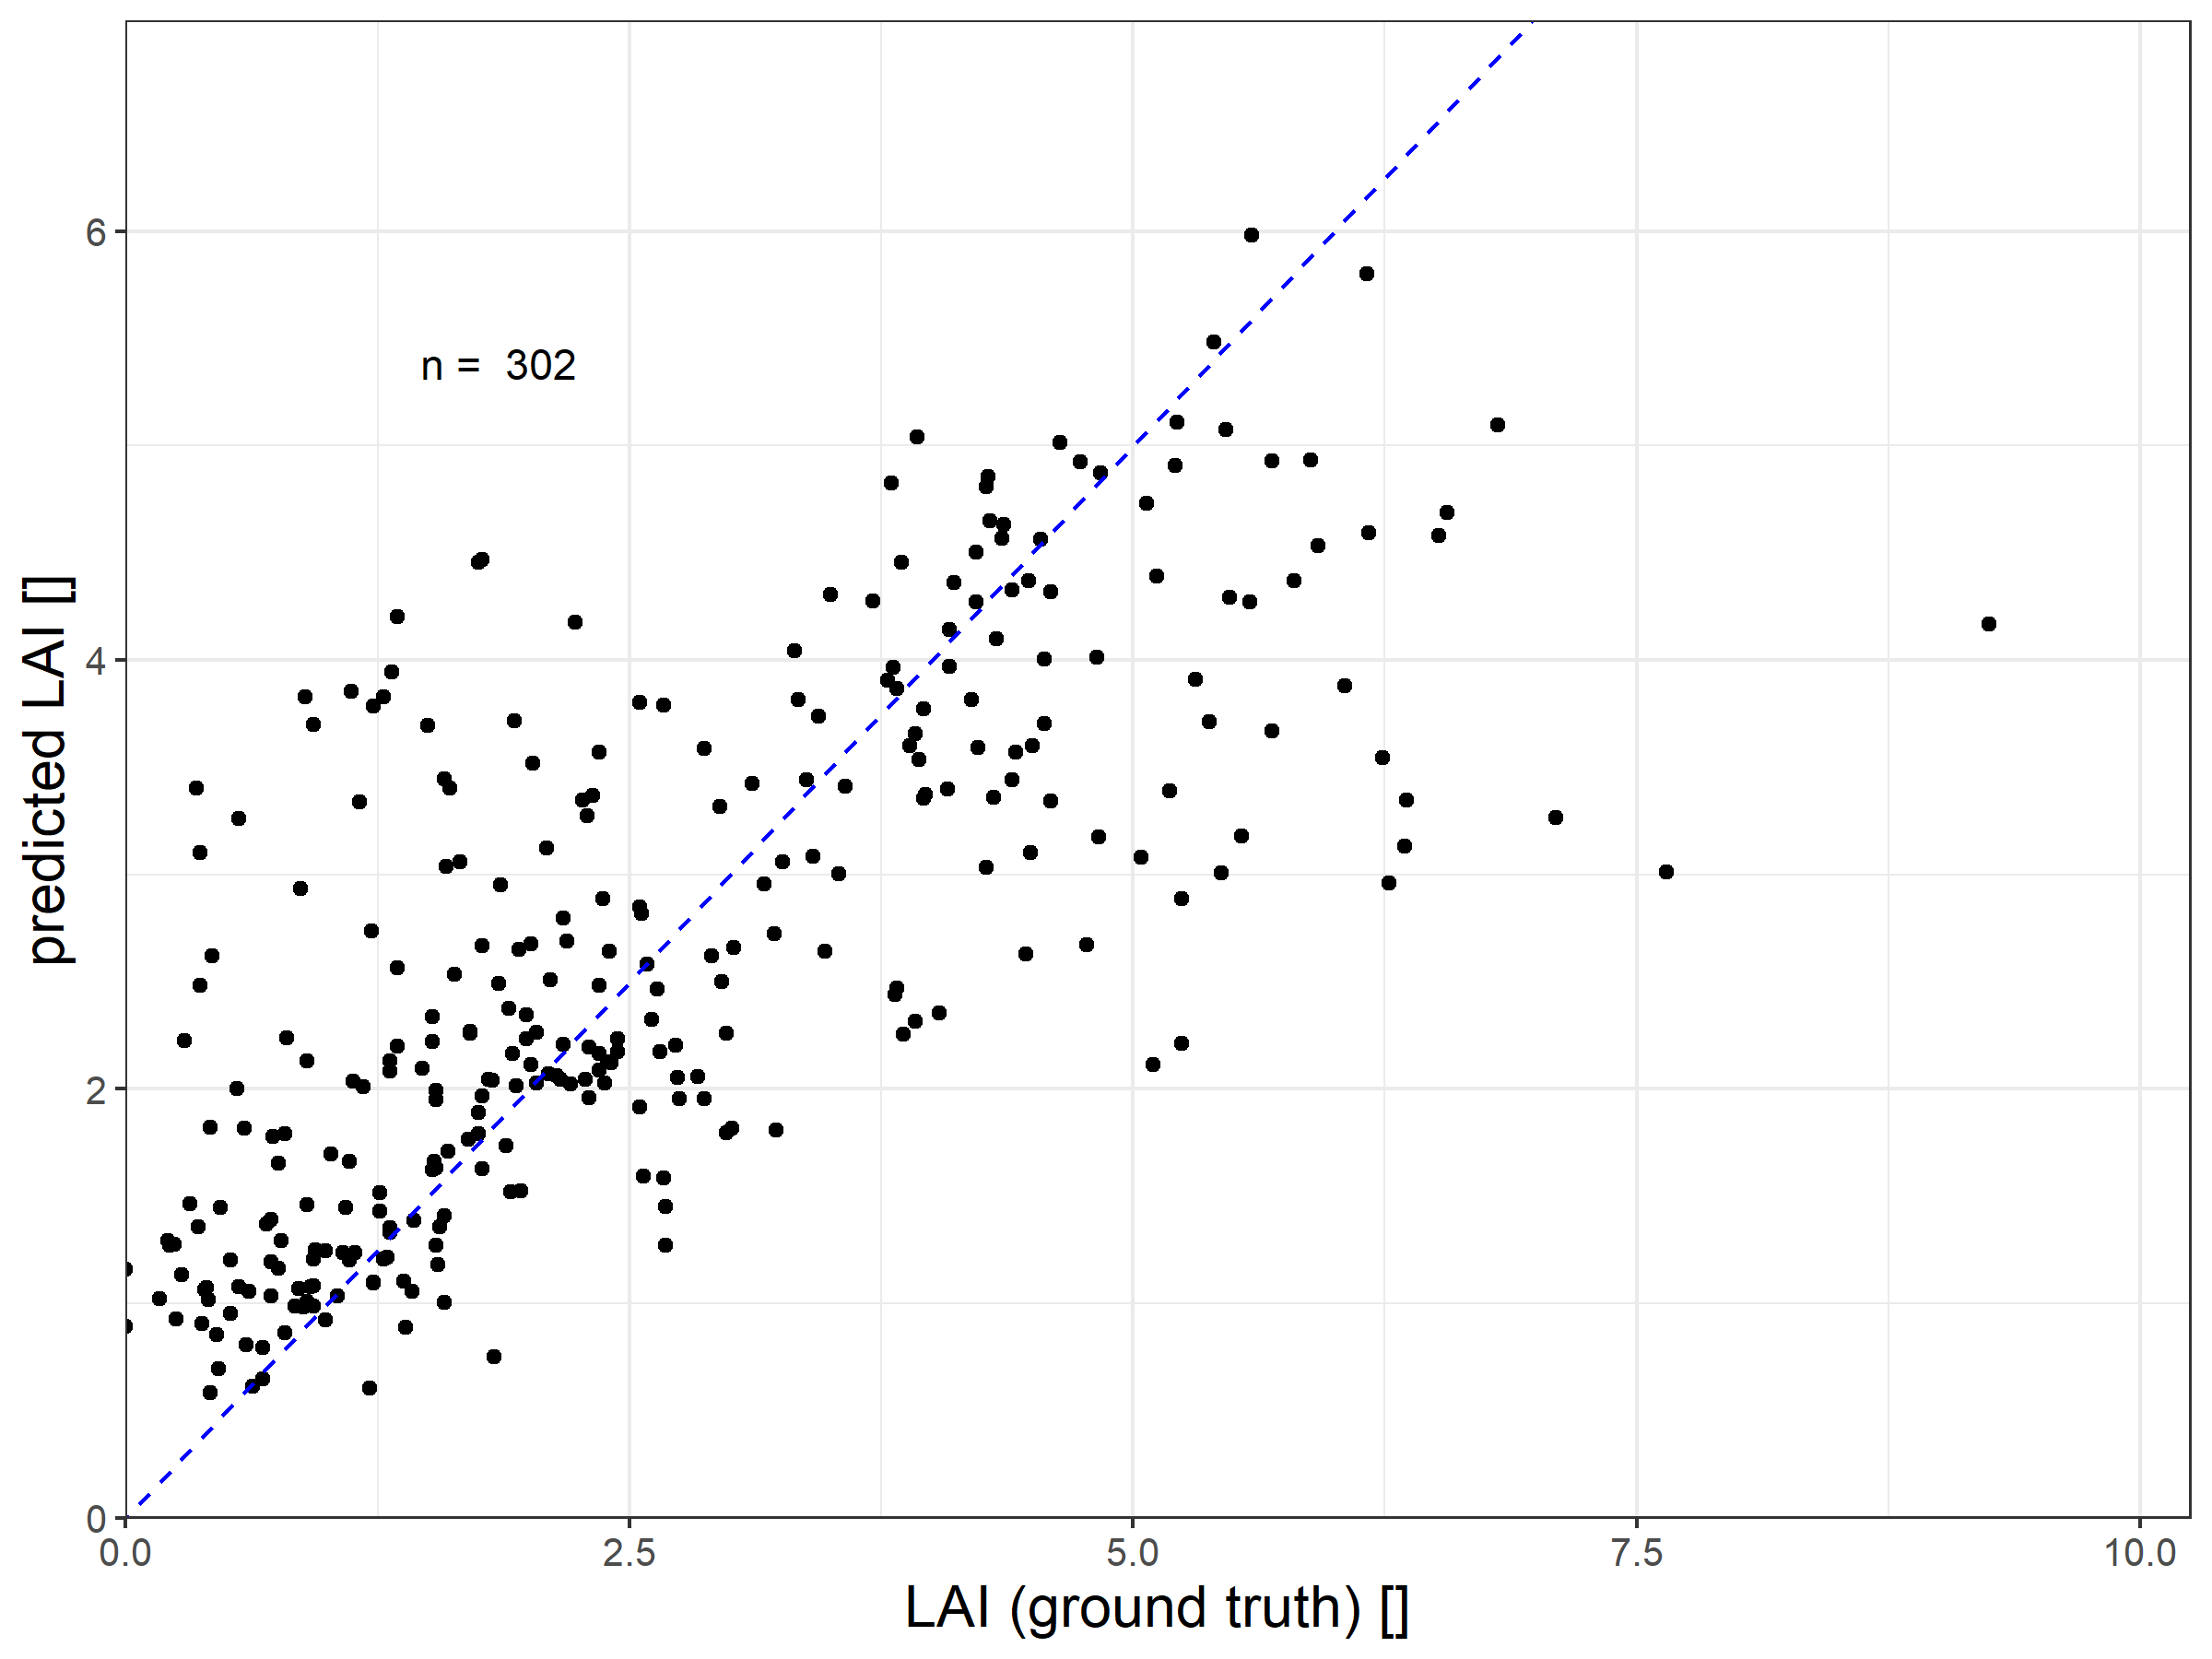 n =  302
predicted LAI []
6
4
2
0
0.0 2.5 5.0 7.5 10.0
LAI (ground truth) []